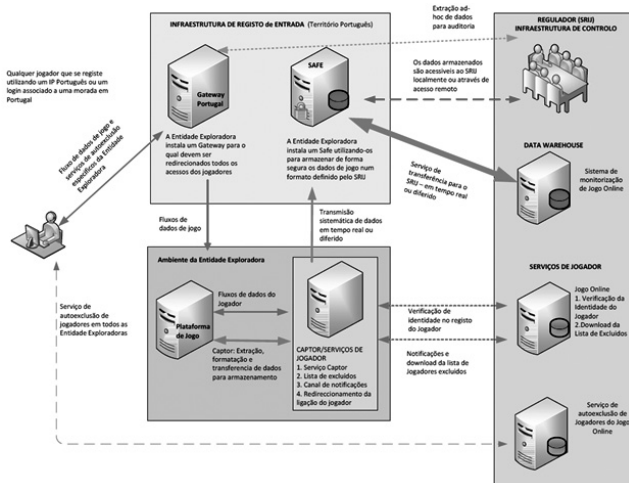 Extração ad-
hoc de dados
para auditoria
INFRAESTRUTURA DE REGISTO DE ENTRADA (Território Português)
REGULADOR (SRIJ)
INFRAESTRUTURA DE CONTROLO
SAFE
Gateway
Portugal
Qualquer jogador que se registe
utilizando um IP Português ou um
login associado a uma morada em
Portugal
Os dados armazenados
são acessíveis ao SRIJ
localmente ou através de
acesso remoto
A Entidade Exploradora
instala um Gateway para o
qual devem ser
redirecionados todos os
acessos dos jogadores
A Entidade Exploradora
instala um Safe utilizando-os
para armazenar de forma
segura os dados de jogo num
formato definido pelo SRIJ
Fluxo de dados de jogo e
serviços de autoexclusão
específicos da Entidade
Exploradora
Serviço de
transferência para o
SRIJ – em tempo real
ou diferido
DATA WAREHOUSE
Sistema de
monitorização
de Jogo Online
Fluxos de
dados de jogo
Transmissão
sistemática de dados
em tempo real ou
diferido
Ambiente da Entidade Exploradora
SERVIÇOS DE JOGADOR
Serviço de
autoexclusão de
jogadores em todos as
Entidade Exploradoras
Fluxos de dados do
Jogador
Plataforma
de Jogo
Captor: Extração,
formatação e
transferencia de dados
para armazenamento
CAPTOR/SERVIÇOS DE
JOGADOR
1. Serviço Captor
2. Lista de excluídos
3. Canal de notificações
4. Redireccionamento da
ligação do jogador
Verificação de
identidade no registo
do Jogador
Notificações e
download da lista de
Jogadores excluídos
Jogo Online
1. Verificação da
Identidade do
Jogador
2.Download da
Lista de Excluídos
Serviço de
autoexclusão de
Jogadores do Jogo
Online